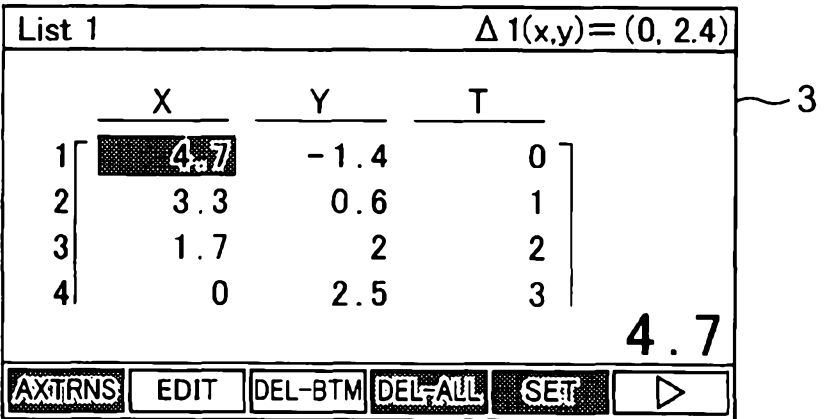 List 1 Δ1(x,y)=(0, 2.4)
3
X Y T
1 4.7 -1.4 0
2 3.3 0.6 1
3 1.7 2 2
4 0 2.5 3
4.7
AXTRNS EDIT DEL-BTM DEL-ALL SET ▷